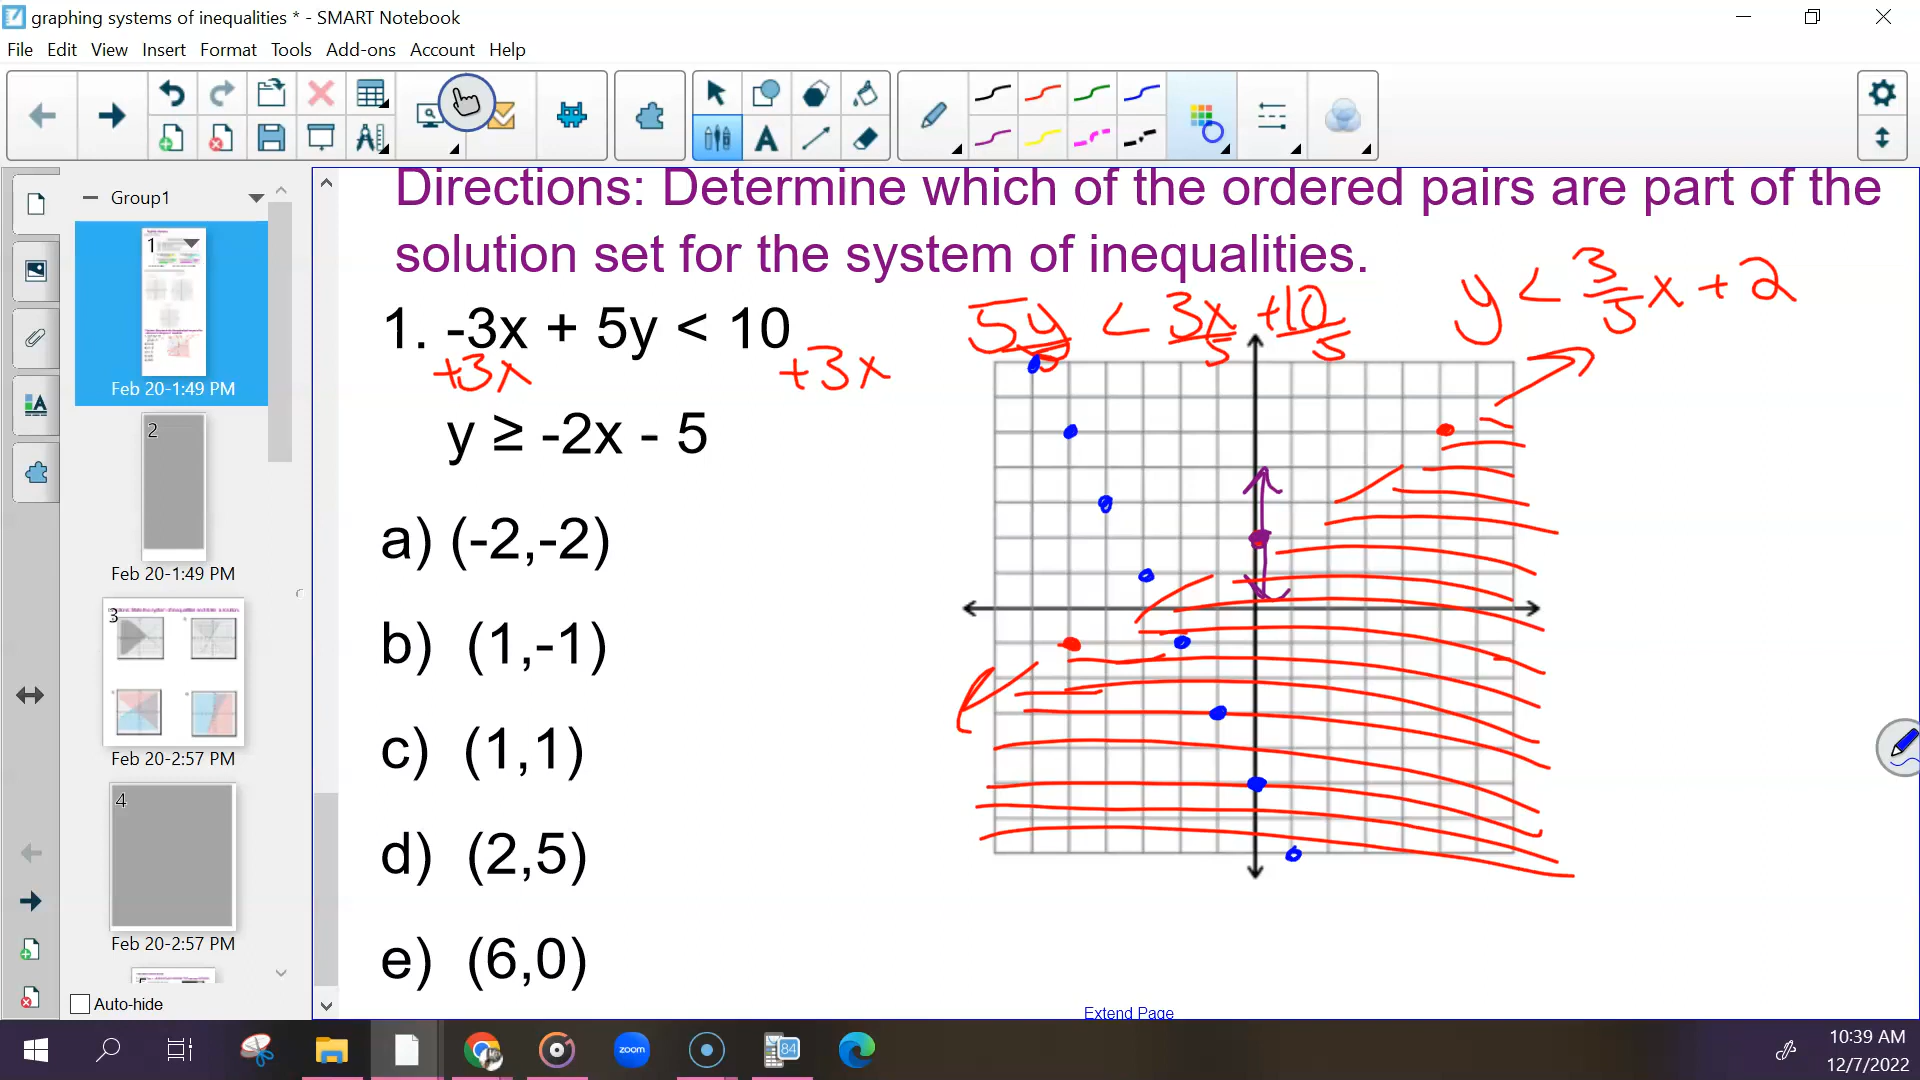 graphing systems of inequalities * - SMART Notebook
File Edit View Insert Format Tools Add-ons Account Help
Group1
1
Feb 20-1:49 PM
2
Feb 20-1:49 PM
3
Feb 20-2:57 PM
4
Feb 20-2:57 PM
Auto-hide
Directions: Determine which of the ordered pairs are part of the
solution set for the system of inequalities.
1. -3x + 5y < 10
+3x +3x
y ≥ -2x - 5
a) (-2,-2)
b) (1,-1)
c) (1,1)
d) (2,5)
e) (6,0)
5y/5 < 3x/5 + 10/5
y < 3/5 x + 2
Extend Page
zoom
84
10:39 AM
12/7/2022